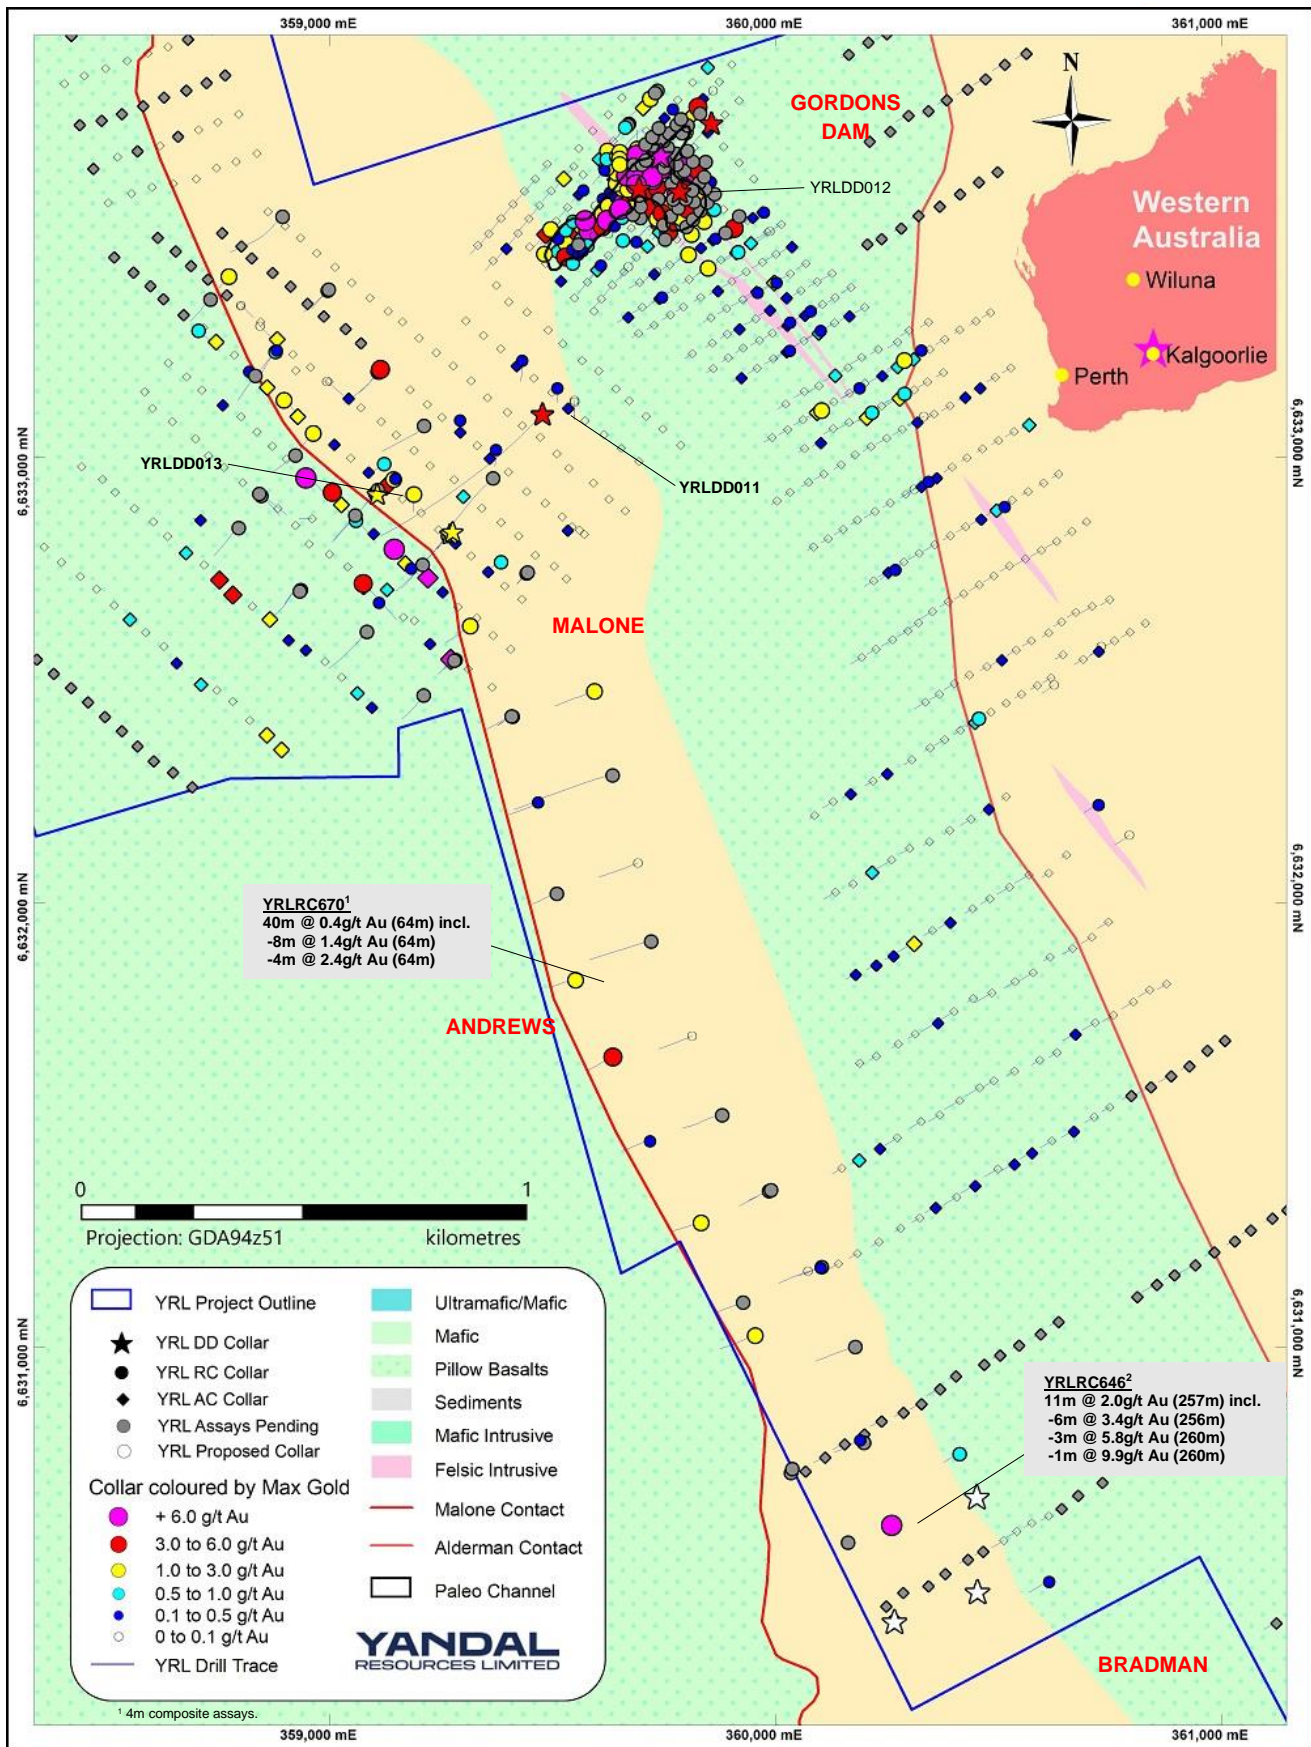 359,000 mE
360,000 mE
361,000 mE
N
GORDONS
DAM
YRLDD012
Western
Australia
Wiluna
Kalgoorlie
Perth
6,633,000 mN
6,633,000 mN
YRLDD013
YRLDD011
MALONE
YRLRC670¹
40m @ 0.4g/t Au (64m) incl.
-8m @ 1.4g/t Au (64m)
-4m @ 2.4g/t Au (64m)
6,632,000 mN
6,632,000 mN
ANDREWS
0
1
Projection: GDA94z51
kilometres
6,631,000 mN
6,631,000 mN
YRL Project Outline
YRL DD Collar
YRL RC Collar
YRL AC Collar
YRL Assays Pending
YRL Proposed Collar
Collar coloured by Max Gold
+ 6.0 g/t Au
3.0 to 6.0 g/t Au
1.0 to 3.0 g/t Au
0.5 to 1.0 g/t Au
0.1 to 0.5 g/t Au
0 to 0.1 g/t Au
YRL Drill Trace
Ultramafic/Mafic
Mafic
Pillow Basalts
Sediments
Mafic Intrusive
Felsic Intrusive
Malone Contact
Alderman Contact
Paleo Channel
YANDAL
RESOURCES LIMITED
YRLRC646²
11m @ 2.0g/t Au (257m) incl.
-6m @ 3.4g/t Au (256m)
-3m @ 5.8g/t Au (260m)
-1m @ 9.9g/t Au (260m)
BRADMAN
¹ 4m composite assays.
359,000 mE
360,000 mE
361,000 mE